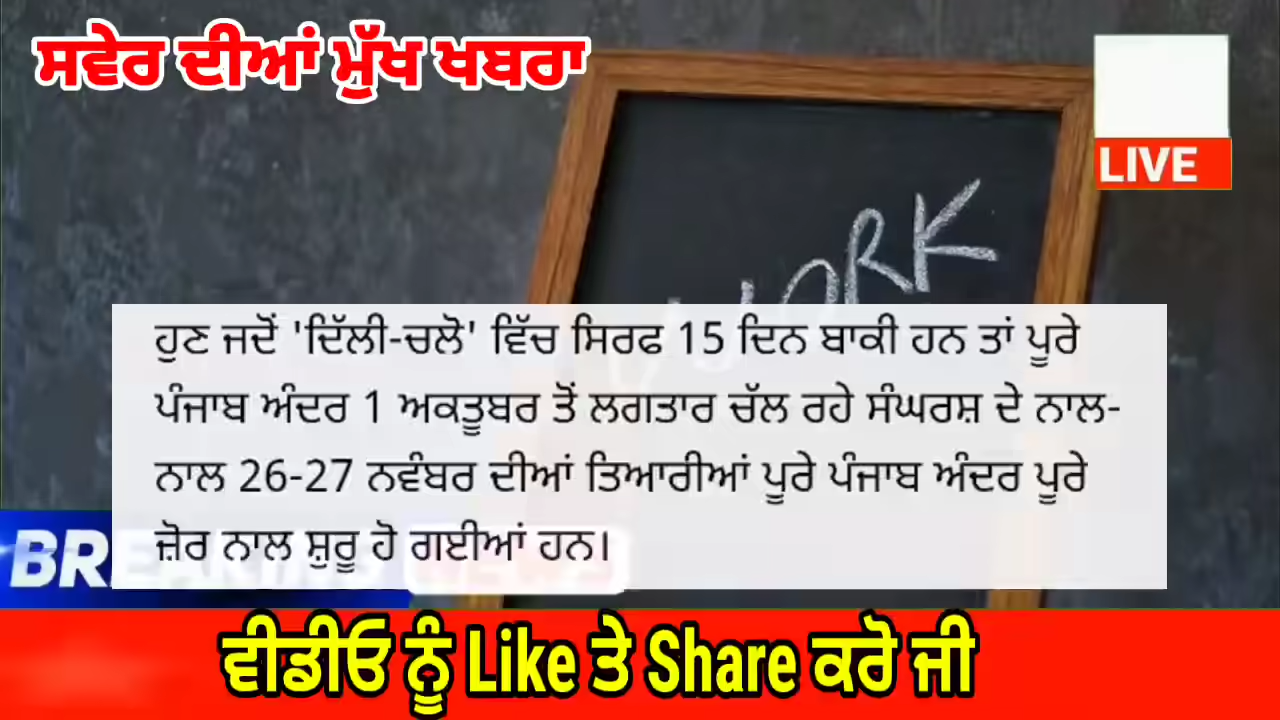 ਸਵੇਰ ਦੀਆਂ ਮੁੱਖ ਖਬਰਾ
LIVE
ਹੁਣ ਜਦੋਂ 'ਦਿੱਲੀ-ਚਲੋ' ਵਿੱਚ ਸਿਰਫ 15 ਦਿਨ ਬਾਕੀ ਹਨ ਤਾਂ ਪੂਰੇ
ਪੰਜਾਬ ਅੰਦਰ 1 ਅਕਤੂਬਰ ਤੋਂ ਲਗਤਾਰ ਚੱਲ ਰਹੇ ਸੰਘਰਸ਼ ਦੇ ਨਾਲ-
ਨਾਲ 26-27 ਨਵੰਬਰ ਦੀਆਂ ਤਿਆਰੀਆਂ ਪੂਰੇ ਪੰਜਾਬ ਅੰਦਰ ਪੂਰੇ
ਜ਼ੋਰ ਨਾਲ ਸ਼ੁਰੂ ਹੋ ਗਈਆਂ ਹਨ।
ਵੀਡੀਓ ਨੂੰ Like ਤੇ Share ਕਰੋ ਜੀ